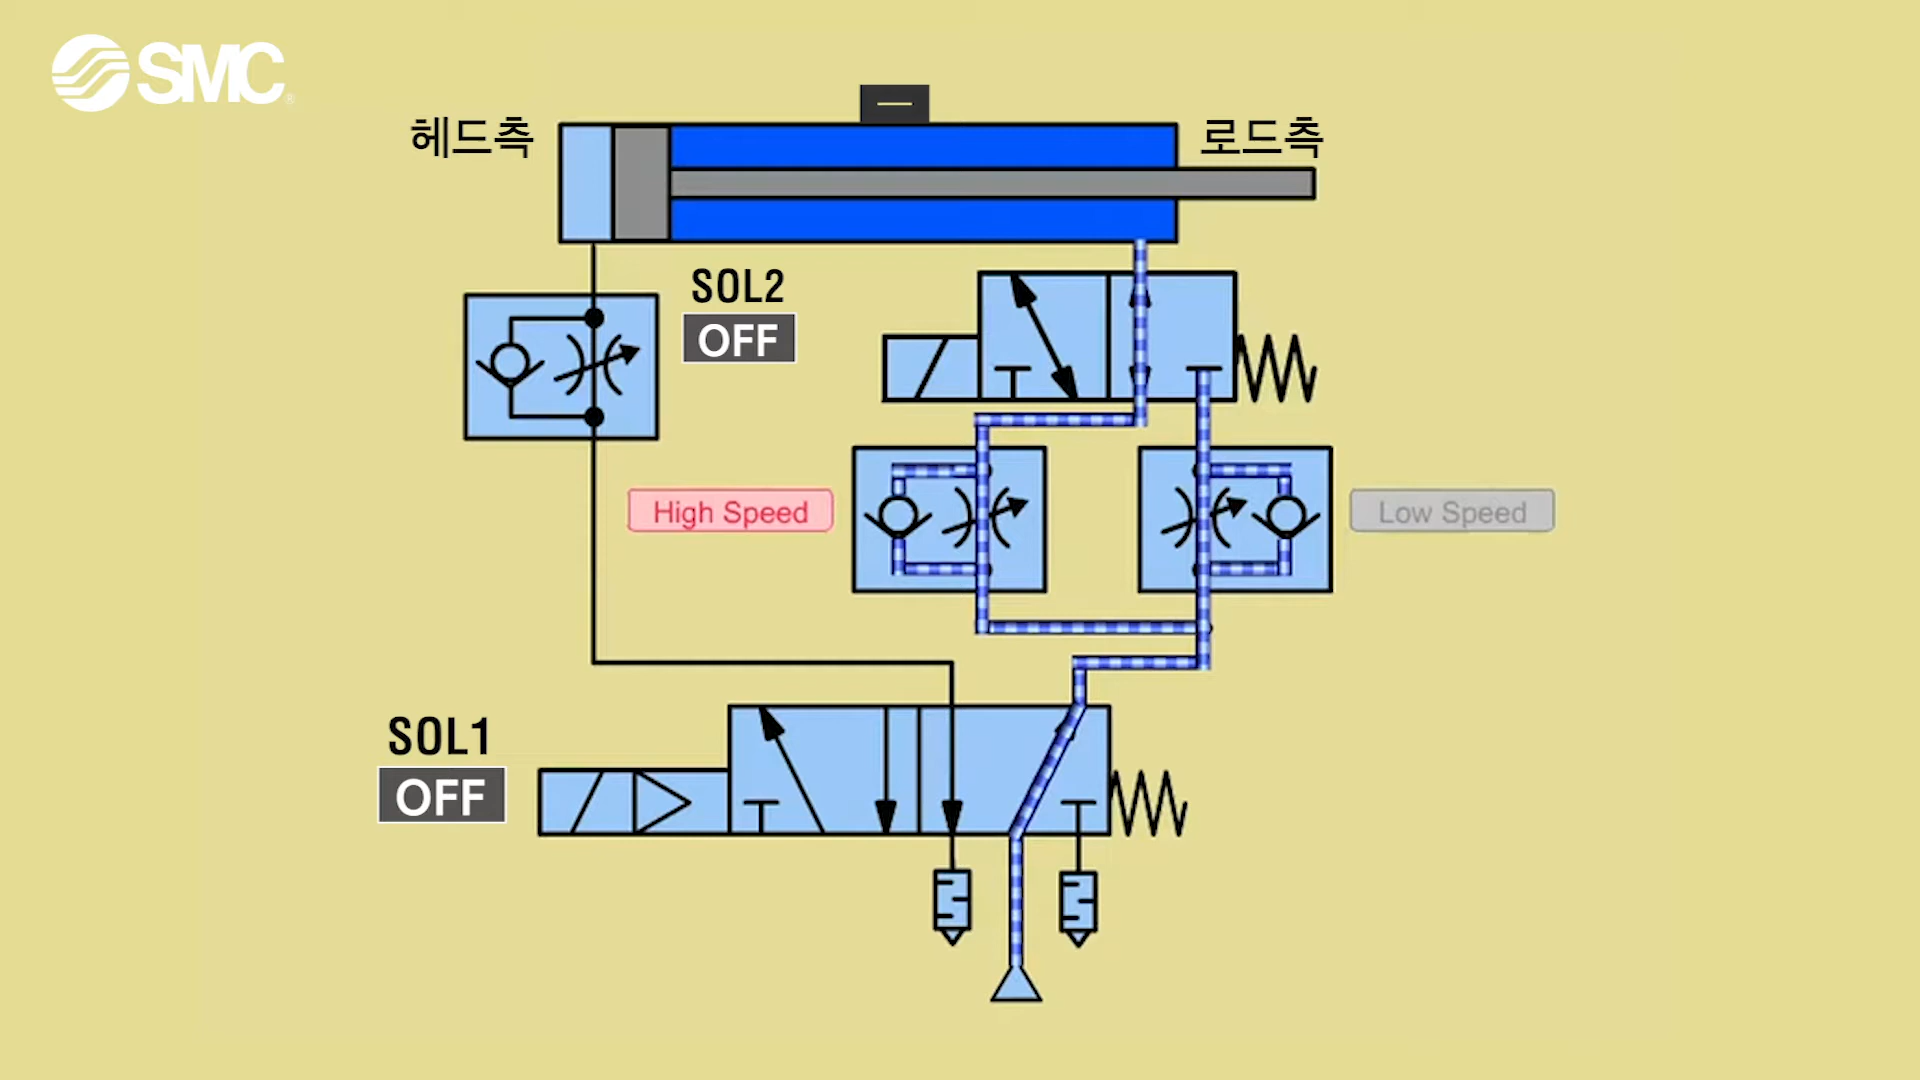 SMC®
헤드측
로드측
SOL2
OFF
High Speed
Low Speed
SOL1
OFF